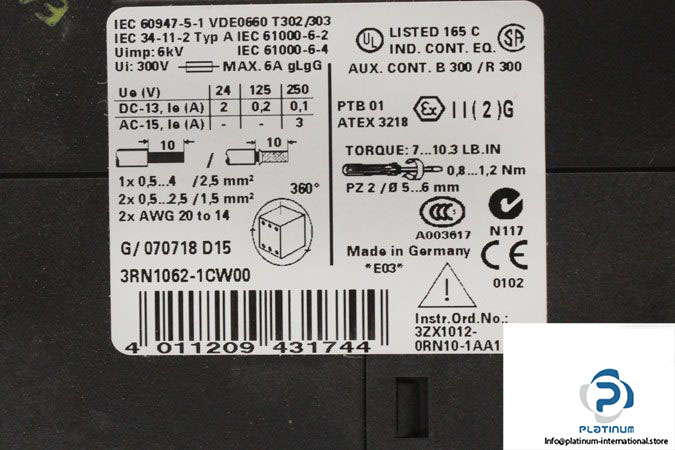 IEC 60947-5-1 VDE0660 T302/303
IEC 34-11-2 Typ A IEC 61000-6-2
Uimp: 6kV IEC 61000-6-4
Ui: 300V MAX. 6A gLgG
Ue (V) 24 125 250
DC-13, Ie (A) 2 0,2 0,1
AC-15, Ie (A) - - 3
10 / 10
1x 0,5...4 /2,5 mm²
2x 0,5...2,5 /1,5 mm²
2x AWG 20 to 14
360°
G/ 070718 D15
3RN1062-1CW00
4 011209 431744
UL LISTED 165 C SA
IND. CONT. EQ.
AUX. CONT. B 300 /R 300
PTB 01
ATEX 3218
Ex II(2)G
TORQUE: 7...10.3 LB.IN
0,8...1,2 Nm
PZ 2 / Ø 5...6 mm
CCC S
A003617
N117
Made in Germany
*E03*
CE
0102
!
Instr.Ord.No.:
3ZX1012-
0RN10-1AA1
PLATINUM
Info@platinum-international.store